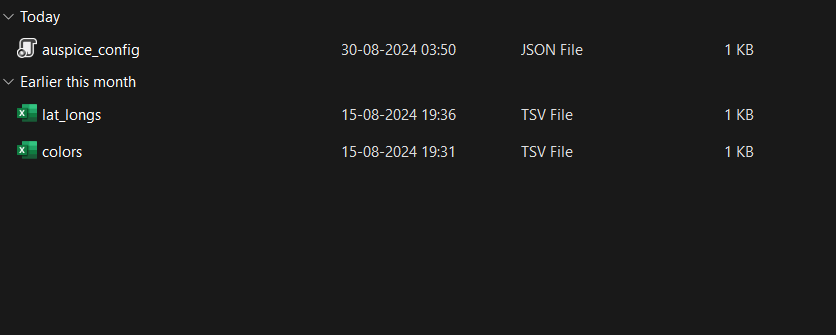 Today
auspice_config 30-08-2024 03:50 JSON File 1 KB
Earlier this month
lat_longs 15-08-2024 19:36 TSV File 1 KB
colors 15-08-2024 19:31 TSV File 1 KB